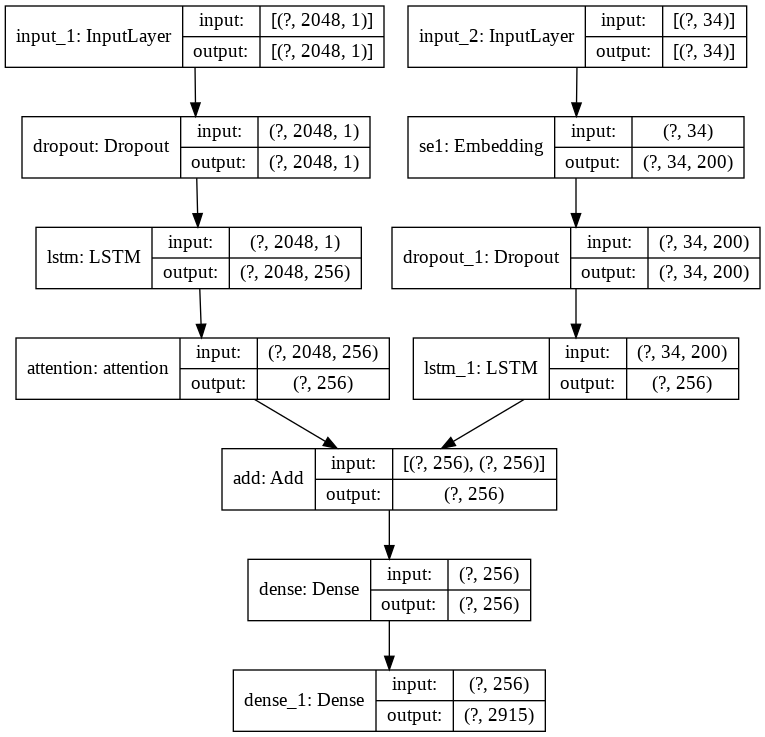 input_1: InputLayer
input: [(?, 2048, 1)]
output: [(?, 2048, 1)]
input_2: InputLayer
input: [(?, 34)]
output: [(?, 34)]
dropout: Dropout
input: (?, 2048, 1)
output: (?, 2048, 1)
se1: Embedding
input: (?, 34)
output: (?, 34, 200)
lstm: LSTM
input: (?, 2048, 1)
output: (?, 2048, 256)
dropout_1: Dropout
input: (?, 34, 200)
output: (?, 34, 200)
attention: attention
input: (?, 2048, 256)
output: (?, 256)
lstm_1: LSTM
input: (?, 34, 200)
output: (?, 256)
add: Add
input: [(?, 256), (?, 256)]
output: (?, 256)
dense: Dense
input: (?, 256)
output: (?, 256)
dense_1: Dense
input: (?, 256)
output: (?, 2915)